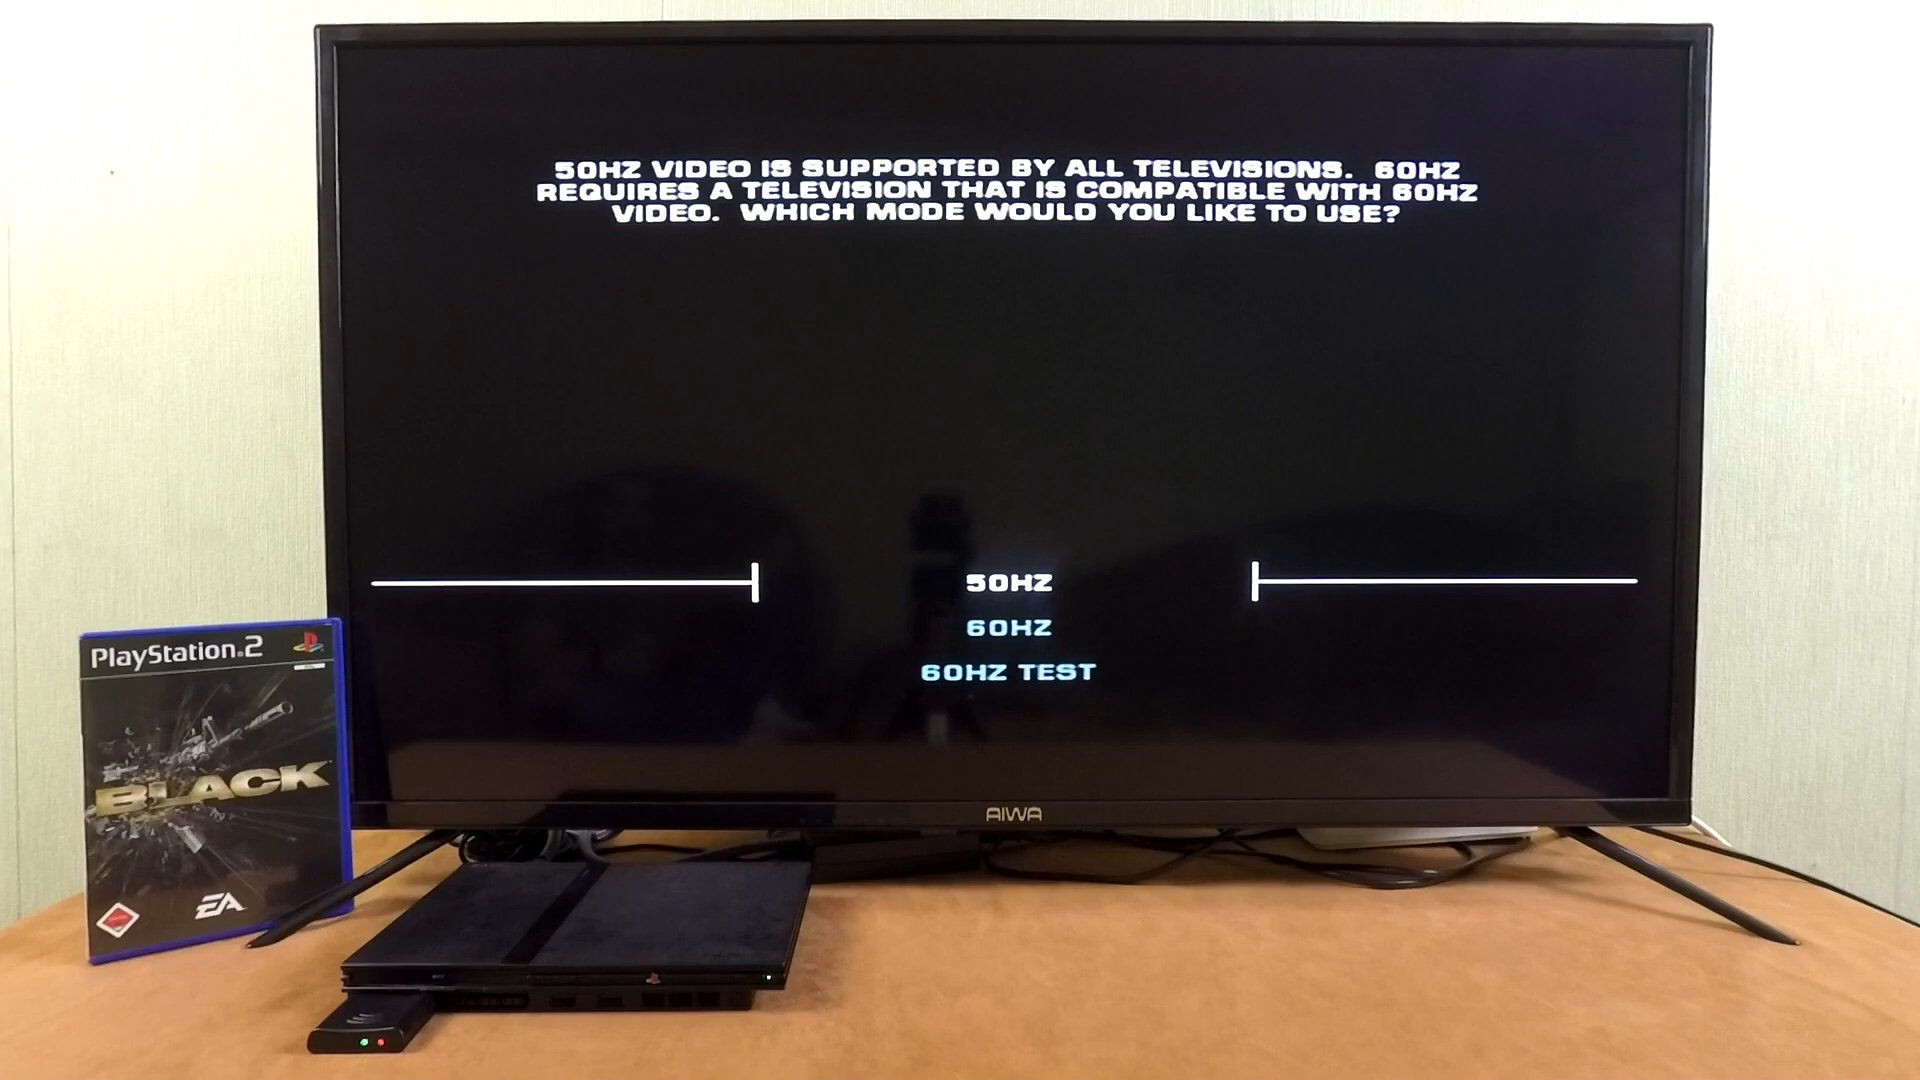 50HZ VIDEO IS SUPPORTED BY ALL TELEVISIONS. 60HZ
REQUIRES A TELEVISION THAT IS COMPATIBLE WITH 60HZ
VIDEO. WHICH MODE WOULD YOU LIKE TO USE?
50HZ
60HZ
60HZ TEST
AIWA
PlayStation.2
BLACK
EA